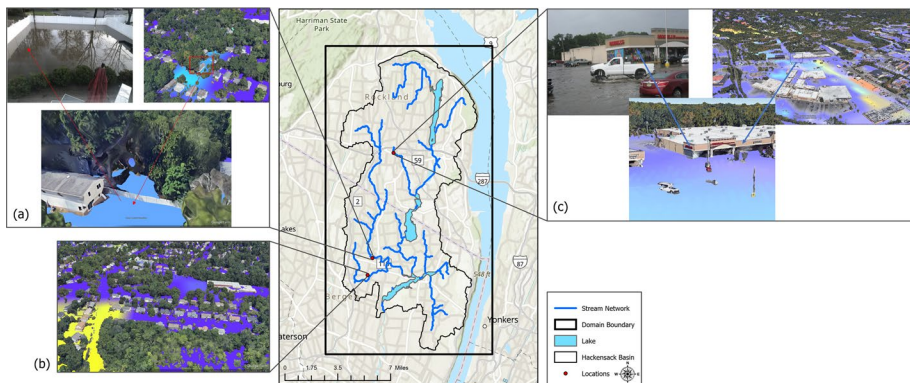 Harriman State
Park
burg
Rockland
59
287
2
lakes
87
548 ft
Berge
Yonkers
aterson
0
1.75
3.5
7 Miles
(a)
(b)
(c)
Stream Network
Domain Boundary
Lake
Hackensack Basin
Locations
N
W
E
S